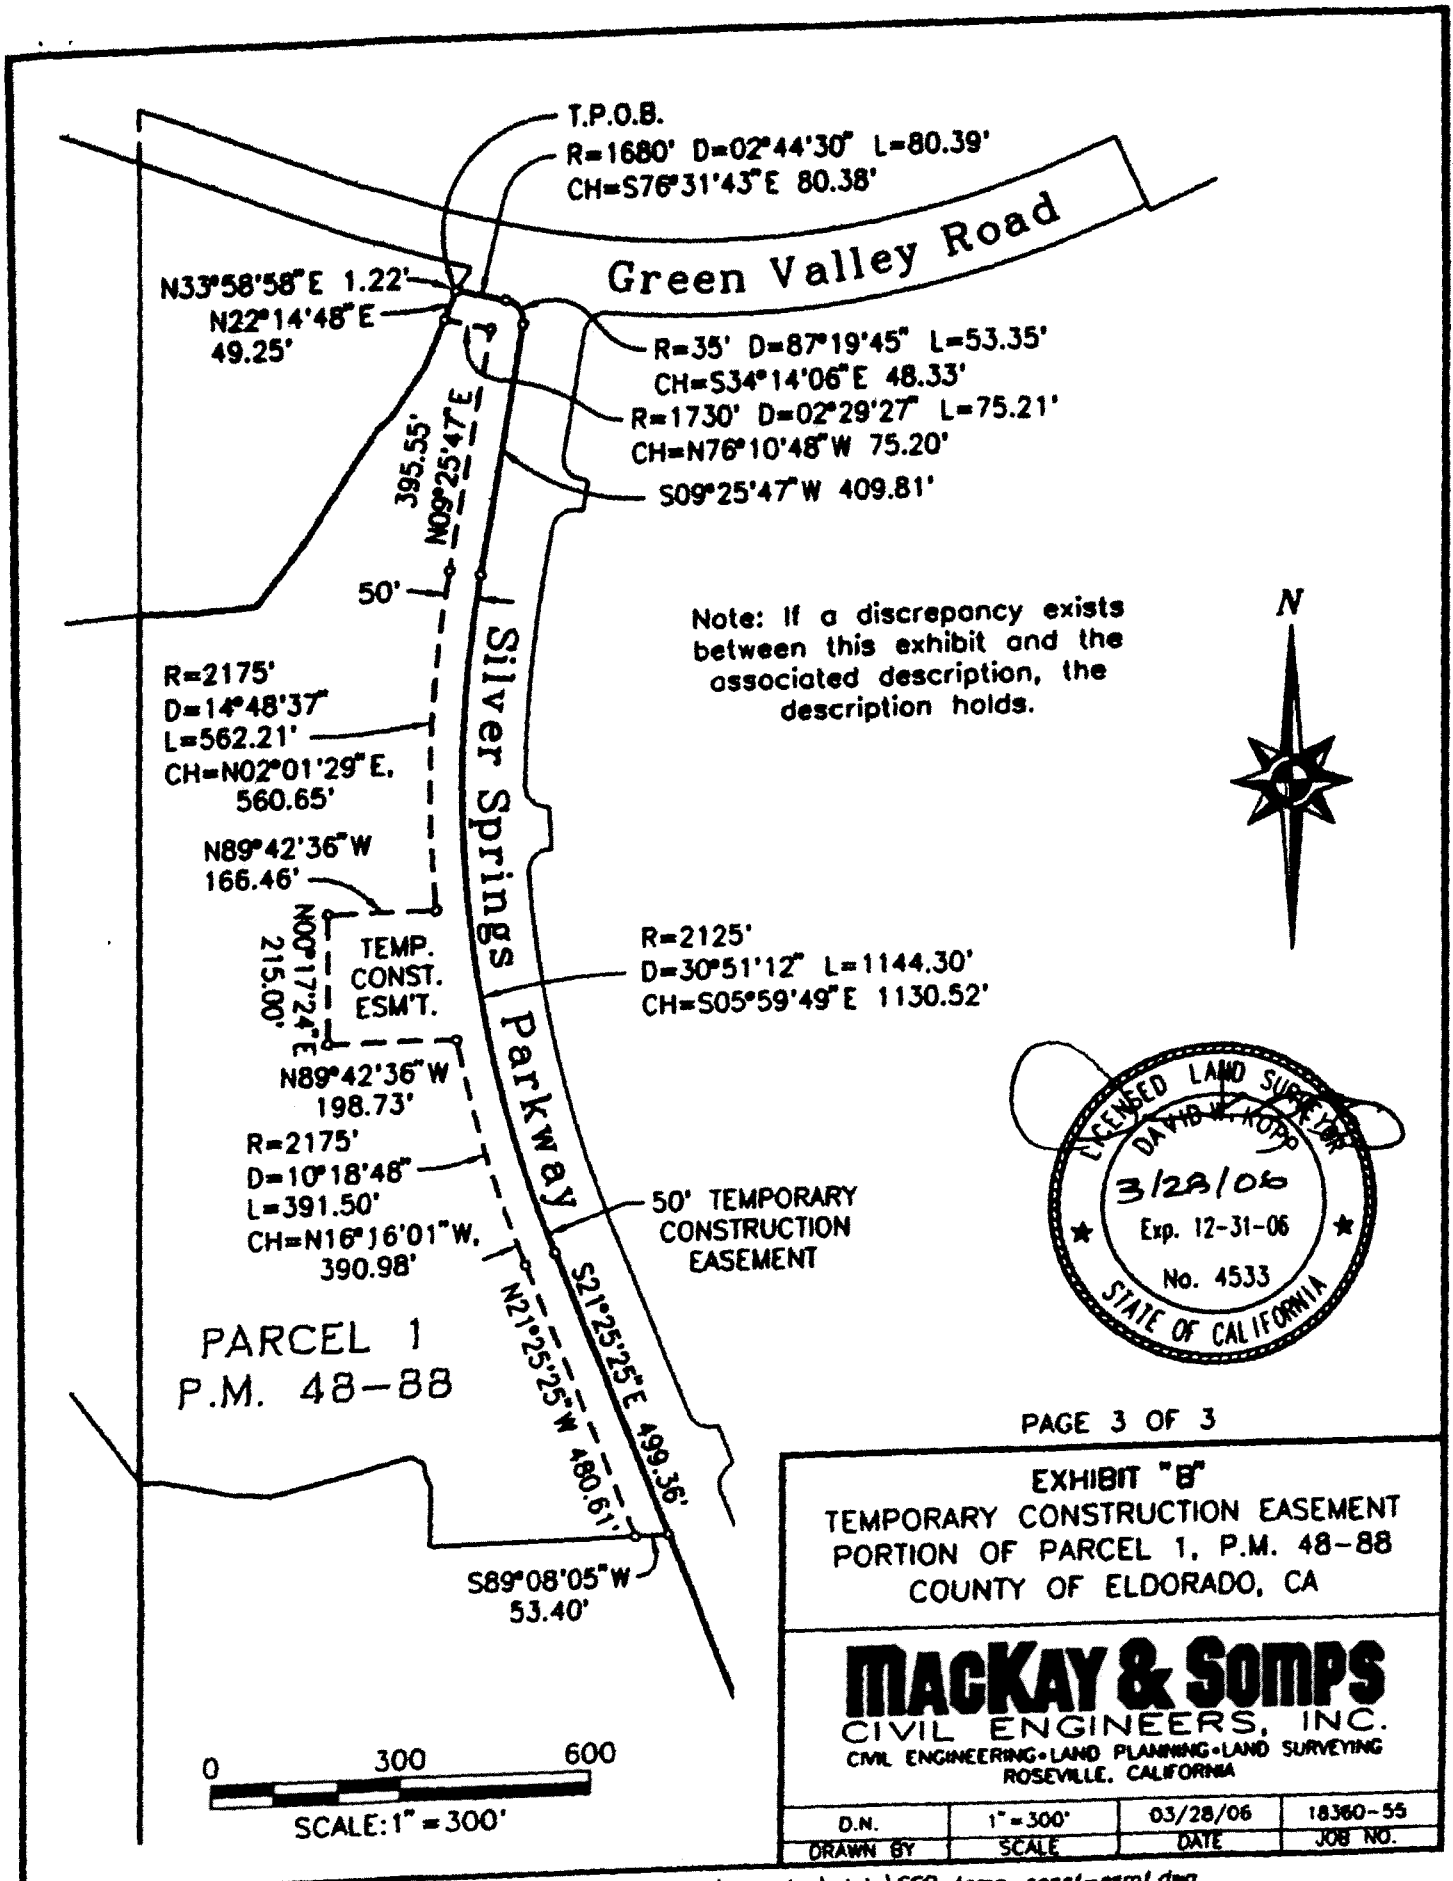 T.P.O.B.
R=1680' D=02°44'30" L=80.39'
CH=S76°31'43"E 80.38'
Green Valley Road
N33°58'58"E 1.22'
N22°14'48"E
49.25'
R=35' D=87°19'45" L=53.35'
CH=S34°14'06"E 48.33'
R=1730' D=02°29'27" L=75.21'
CH=N76°10'48"W 75.20'
S09°25'47"W 409.81'
N09°25'47"E
395.55'
50'
Note: If a discrepancy exists
between this exhibit and the
associated description, the
description holds.
N
R=2175'
D=14°48'37"
L=562.21'
CH=N02°01'29"E,
560.65'
Silver Springs Parkway
N89°42'36"W
166.46'
N00°17'24"E
215.00'
TEMP.
CONST.
ESM'T.
R=2125'
D=30°51'12" L=1144.30'
CH=S05°59'49"E 1130.52'
N89°42'36"W
198.73'
R=2175'
D=10°18'48"
L=391.50'
CH=N16°16'01"W,
390.98'
50' TEMPORARY
CONSTRUCTION
EASEMENT
LICENSED LAND SURVEYOR
DAVID W. KOPP
3/28/06
Exp. 12-31-06
No. 4533
STATE OF CALIFORNIA
S21°25'25"E 499.36'
N21°25'25"W 480.61'
PARCEL 1
P.M. 48-88
S89°08'05"W
53.40'
PAGE 3 OF 3
EXHIBIT "B"
TEMPORARY CONSTRUCTION EASEMENT
PORTION OF PARCEL 1, P.M. 48-88
COUNTY OF ELDORADO, CA
MACKAY & SOMPS
CIVIL ENGINEERS, INC.
CIVIL ENGINEERING•LAND PLANNING•LAND SURVEYING
ROSEVILLE, CALIFORNIA
0 300 600
SCALE: 1" = 300'
D.N. 1"=300' 03/28/06 18360-55
DRAWN BY SCALE DATE JOB NO.